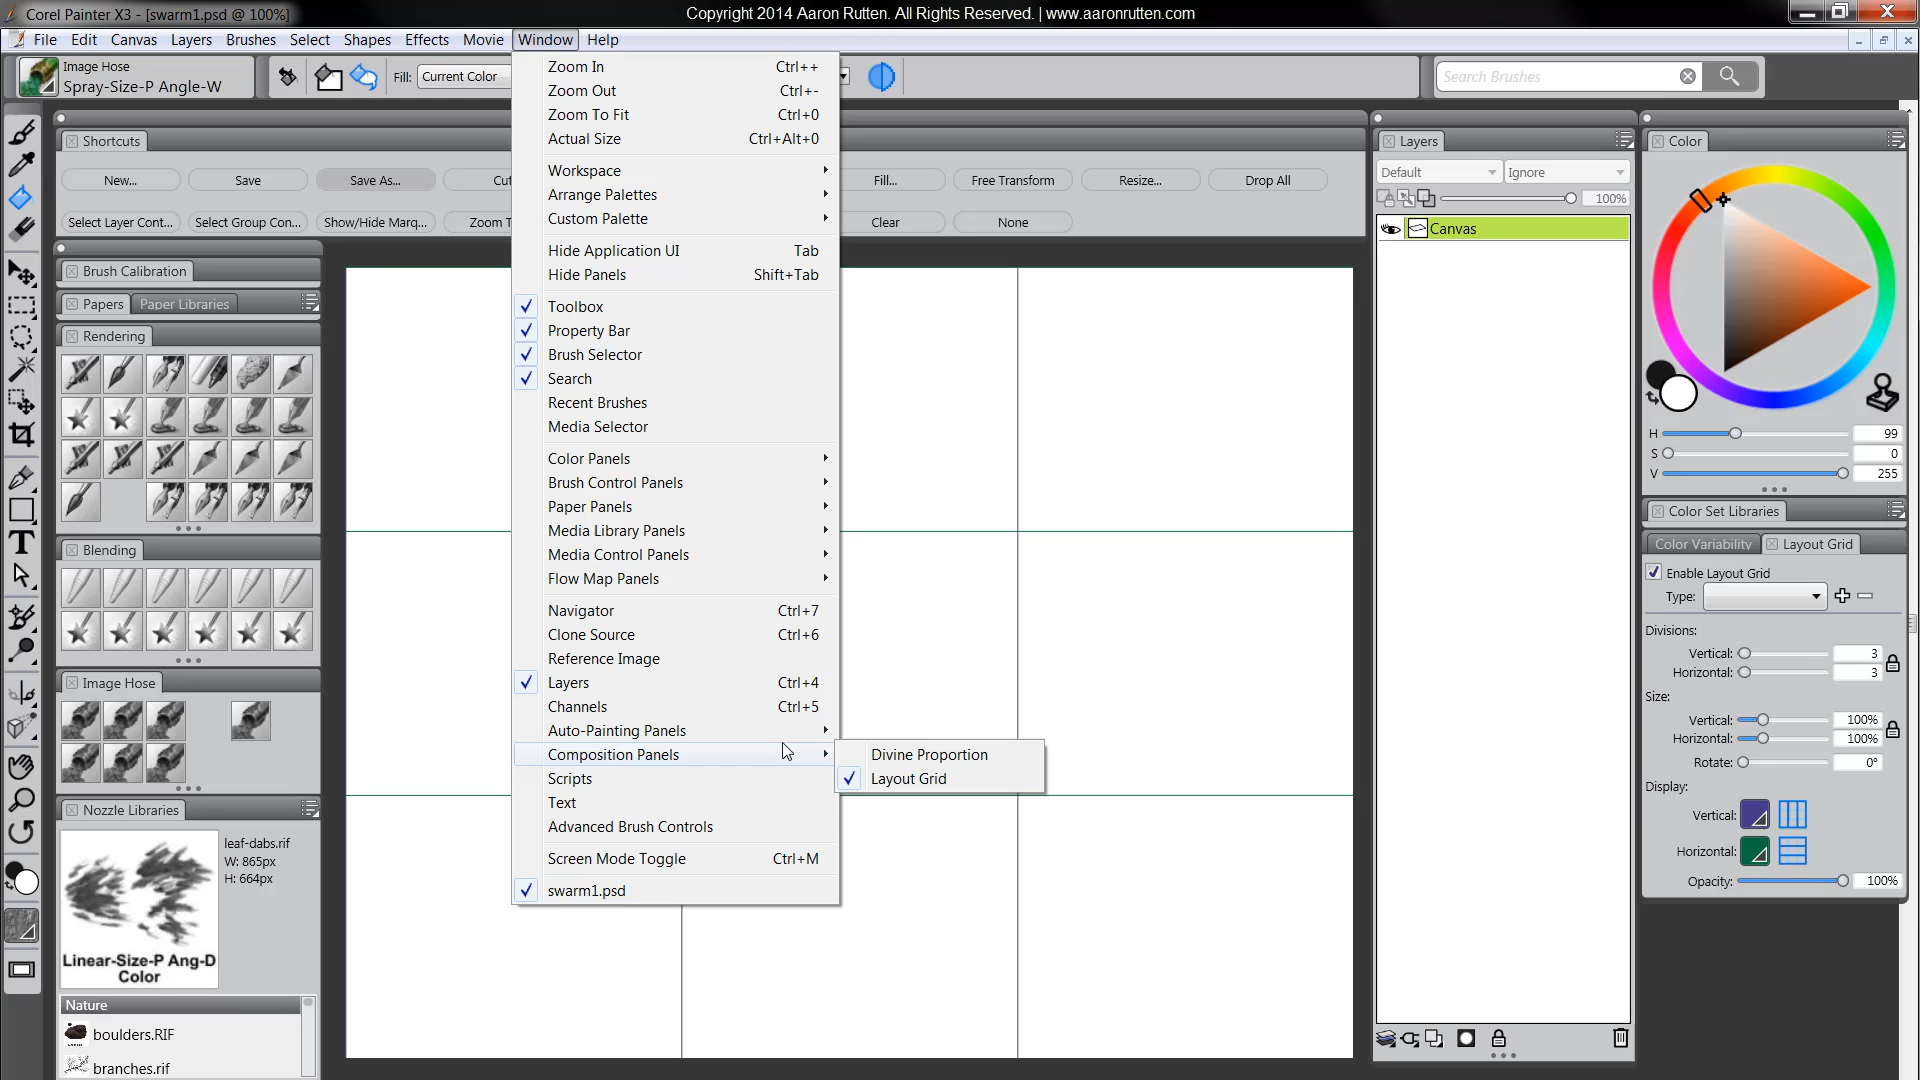 Corel Painter X3 - [swarm1.psd @ 100%]
Copyright 2014 Aaron Rutten. All Rights Reserved. | www.aaronrutten.com
File Edit Canvas Layers Brushes Select Shapes Effects Movie Window Help
Image Hose
Spray-Size-P Angle-W
Fill: Current Color
Search Brushes
Shortcuts
New... Save Save As... Cut Fill... Free Transform Resize... Drop All
Select Layer Cont... Select Group Con... Show/Hide Marq... Zoom T Clear None
Brush Calibration
Papers Paper Libraries
Rendering
Blending
Image Hose
Nozzle Libraries
leaf-dabs.rif
W: 865px
H: 664px
Linear-Size-P Ang-D
Color
Nature
boulders.RIF
branches.rif
Zoom In Ctrl++
Zoom Out Ctrl+-
Zoom To Fit Ctrl+0
Actual Size Ctrl+Alt+0
Workspace
Arrange Palettes
Custom Palette
Hide Application UI Tab
Hide Panels Shift+Tab
Toolbox
Property Bar
Brush Selector
Search
Recent Brushes
Media Selector
Color Panels
Brush Control Panels
Paper Panels
Media Library Panels
Media Control Panels
Flow Map Panels
Navigator Ctrl+7
Clone Source Ctrl+6
Reference Image
Layers Ctrl+4
Channels Ctrl+5
Auto-Painting Panels
Composition Panels
Scripts
Text
Advanced Brush Controls
Screen Mode Toggle Ctrl+M
swarm1.psd
Divine Proportion
Layout Grid
Layers
Default Ignore
100%
Canvas
Color
H 99
S 0
V 255
Color Set Libraries
Color Variability Layout Grid
Enable Layout Grid
Type:
Divisions:
Vertical: 3
Horizontal: 3
Size:
Vertical: 100%
Horizontal: 100%
Rotate: 0°
Display:
Vertical:
Horizontal:
Opacity: 100%